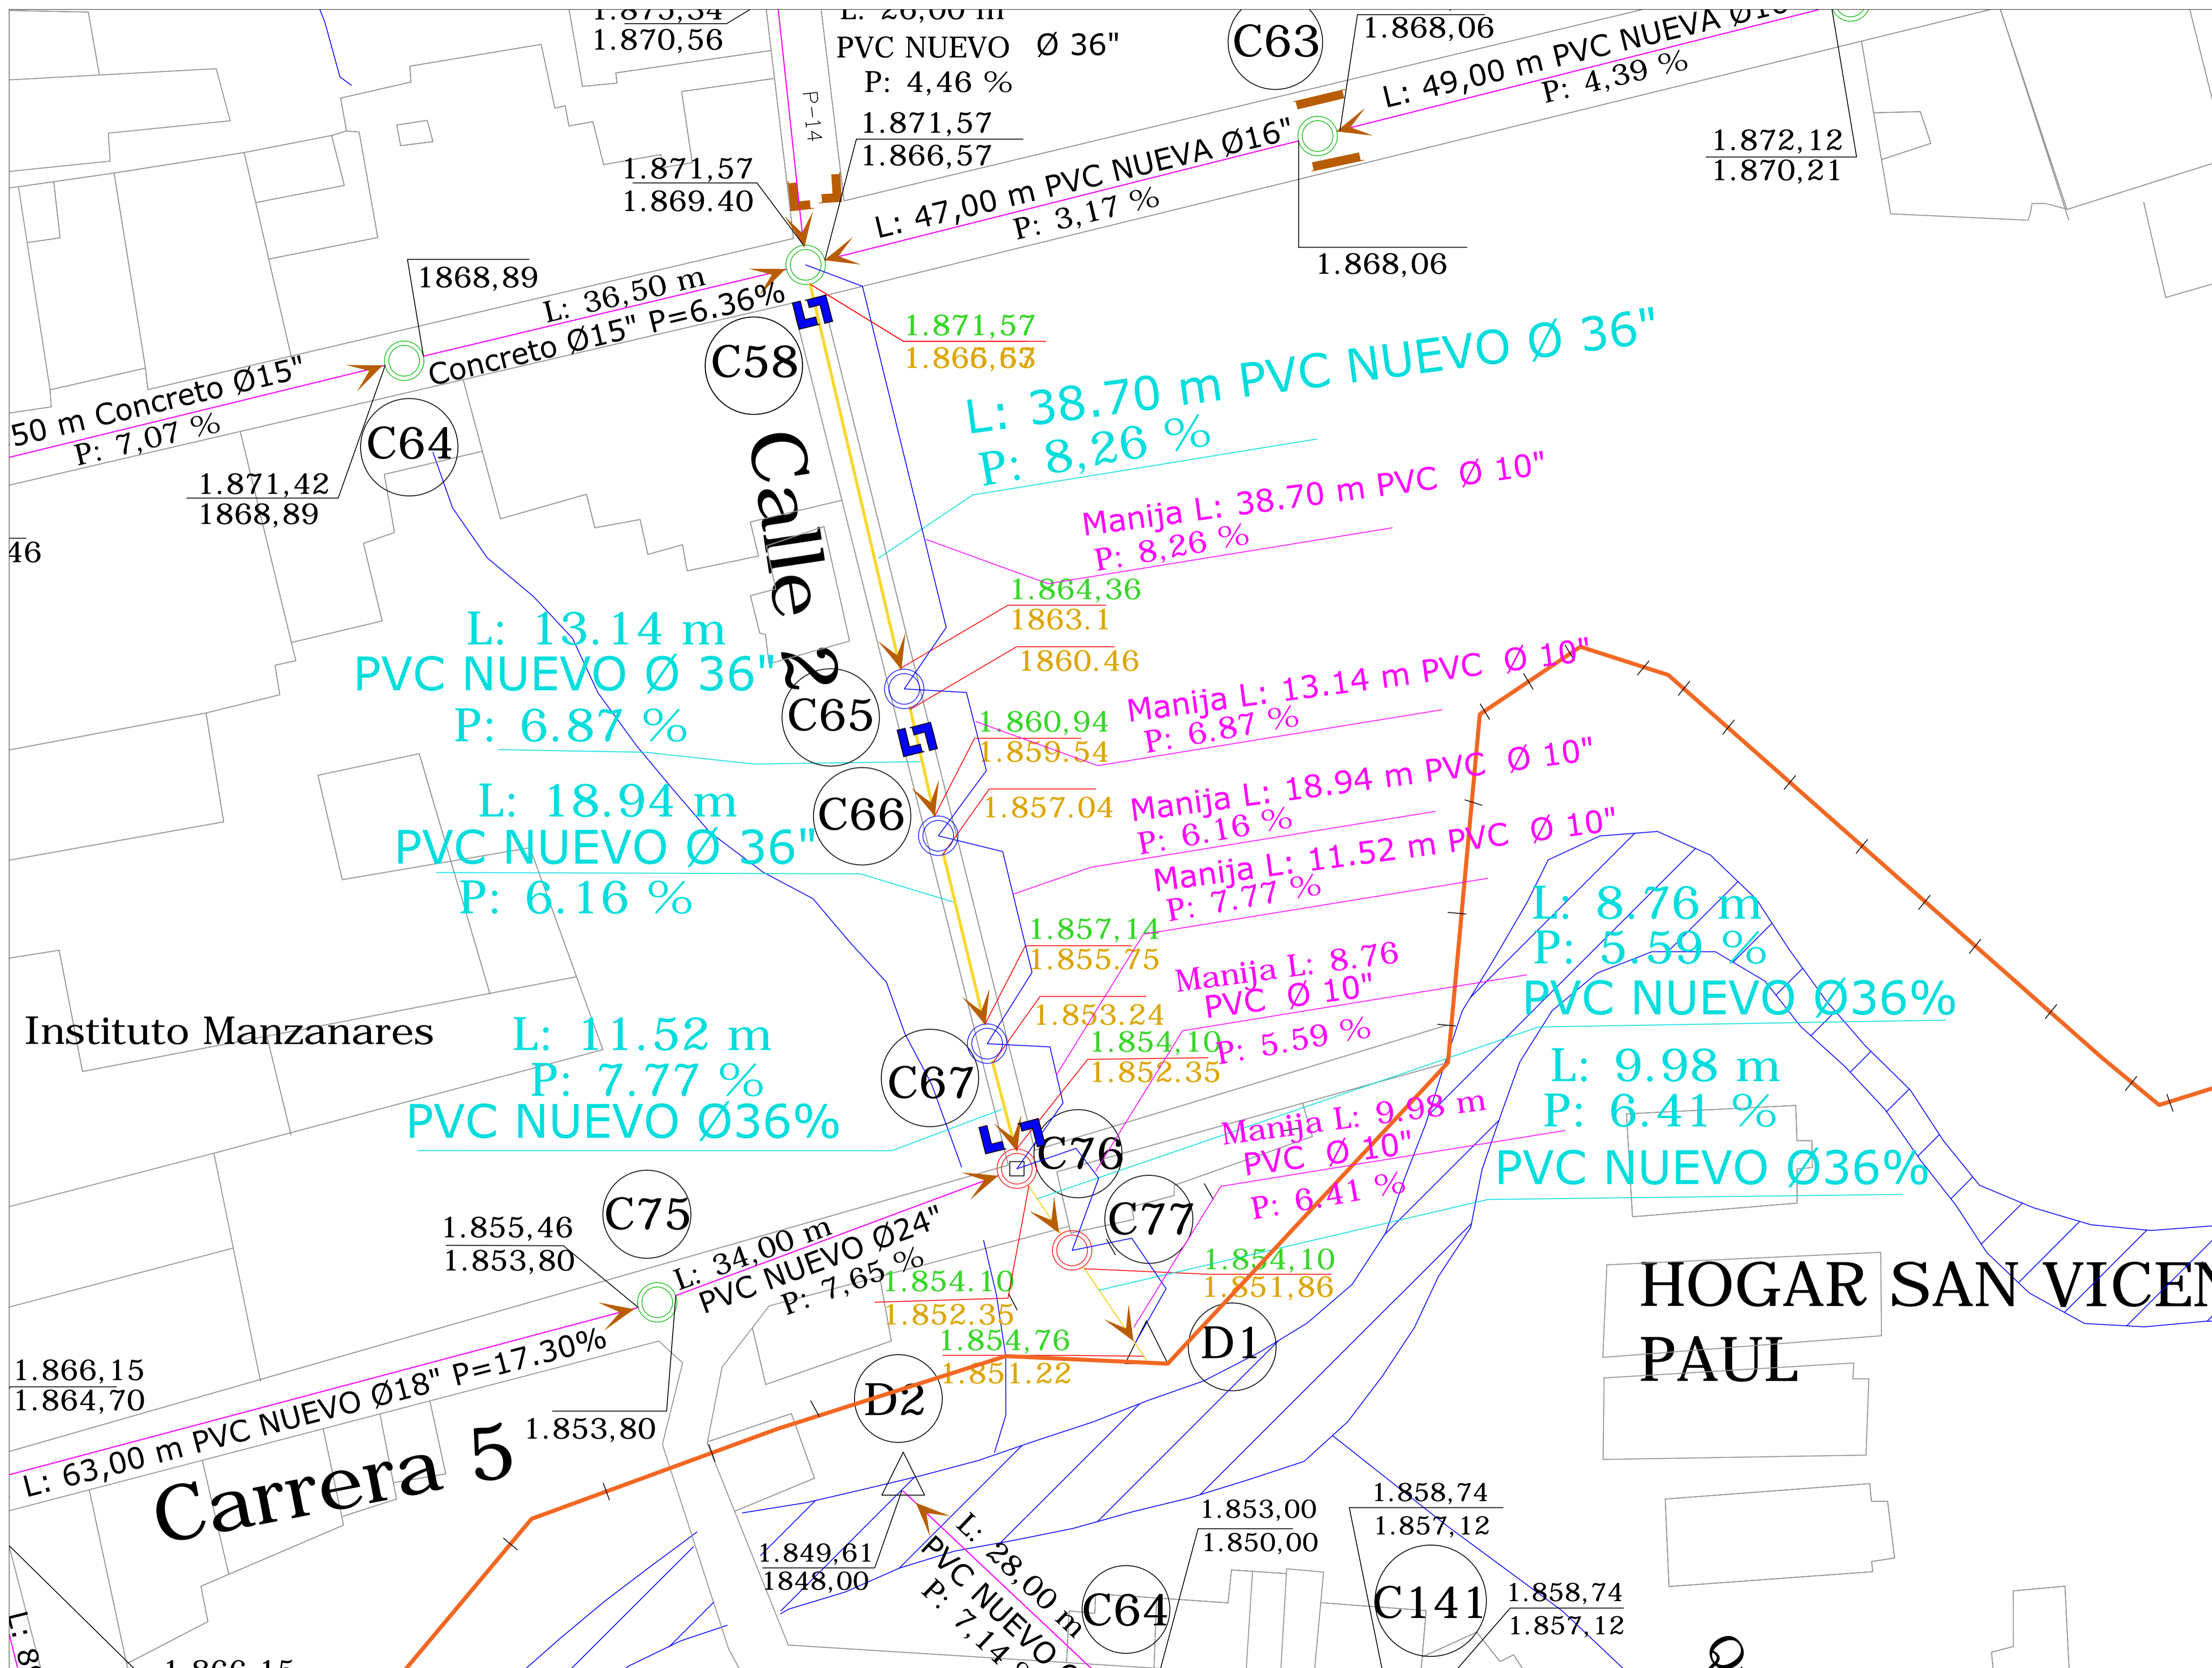 1.870,56
PVC NUEVO Ø 36"
P: 4,46 %
P-14
C63
1.868,06
L: 49,00 m PVC NUEVA
P: 4,39 %
1.872,12
1.870,21
1.871,57
1.866,57
1.871,57
1.869.40
L: 47,00 m PVC NUEVA Ø16"
P: 3,17 %
1.868,06
1868,89
L: 36,50 m
Concreto Ø15" P=6.36%
C58
1.871,57
50 m Concreto Ø15"
P: 7,07 %
C64
1.871,42
1868,89
46
L: 38.70 m PVC NUEVO Ø 36"
P: 8,26 %
Calle 2
Manija L: 38.70 m PVC Ø 10"
P: 8,26 %
1.864,36
1863.1
1860.46
L: 13.14 m
PVC NUEVO Ø 36"
P: 6.87 %
C65
Manija L: 13.14 m PVC Ø 10"
P: 6.87 %
1.860,94
1.859.54
1.857.04
C66
L: 18.94 m
PVC NUEVO Ø 36"
P: 6.16 %
Manija L: 18.94 m PVC Ø 10"
P: 6.16 %
Manija L: 11.52 m PVC Ø 10"
P: 7.77 %
1.857,14
1.855.75
1.853.24
L: 8.76 m
P: 5.59 %
PVC NUEVO Ø36%
Manija L: 8.76
PVC Ø 10"
P: 5.59 %
1.854,10
1.852.35
Instituto Manzanares
L: 11.52 m
P: 7.77 %
PVC NUEVO Ø36%
C67
L: 9.98 m
P: 6.41 %
PVC NUEVO Ø36%
Manija L: 9.98 m
PVC Ø 10"
P: 6.41 %
C76
C77
C75
1.855,46
1.853,80
L: 34,00 m
PVC NUEVO Ø24"
P: 7,65 %
1.854.10
1.852.35
1.854,10
1.851,86
1.854,76
1.851.22
D1
D2
HOGAR SAN VICEN
PAUL
1.866,15
1.864,70
L: 63,00 m PVC NUEVO Ø18" P=17.30%
1.853,80
Carrera 5
1.849,61
1848,00
L: 28,00 m
PVC NUEVO
P: 7,14
C64
1.853,00
1.850,00
1.858,74
1.857,12
C141
1.858,74
1.857,12